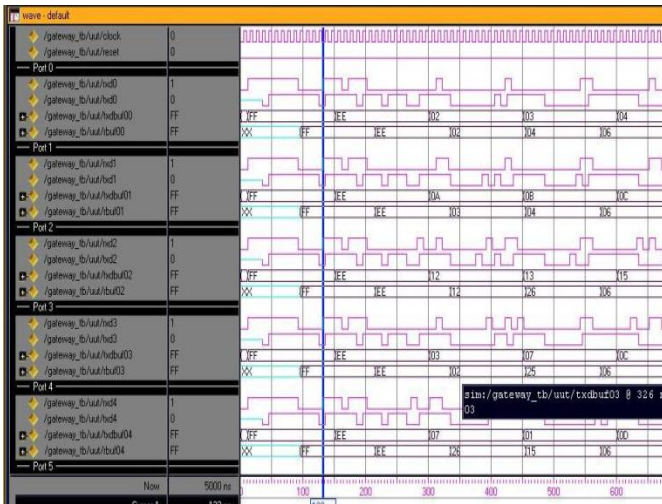 wave - default
/gateway_tb/uut/clock 0
/gateway_tb/uut/reset 0
Port 0
/gateway_tb/uut/txd0 1
/gateway_tb/uut/rxd0 0
/gateway_tb/uut/txdbuf00 FF FF EE 02 03 04
/gateway_tb/uut/rbuf00 FF XX FF EE 02 04 06
Port 1
/gateway_tb/uut/txd1 1
/gateway_tb/uut/rxd1 0
/gateway_tb/uut/txdbuf01 FF FF EE 0A 0B 0C
/gateway_tb/uut/rbuf01 FF XX FF EE 03 04 06
Port 2
/gateway_tb/uut/txd2 1
/gateway_tb/uut/rxd2 0
/gateway_tb/uut/txdbuf02 FF FF EE 12 13 15
/gateway_tb/uut/rbuf02 FF XX FF EE 12 26 06
Port 3
/gateway_tb/uut/txd3 1
/gateway_tb/uut/rxd3 0
/gateway_tb/uut/txdbuf03 FF FF EE 03 07 0C
/gateway_tb/uut/rbuf03 FF XX FF EE 02 25 06
sim:/gateway_tb/uut/txdbuf03 @ 326
03
Port 4
/gateway_tb/uut/txd4 1
/gateway_tb/uut/rxd4 0
/gateway_tb/uut/txdbuf04 FF FF EE 07 01 0D
/gateway_tb/uut/rbuf04 FF XX FF EE 26 15 06
Port 5
Now 5000 ns 100 200 300 400 500 600